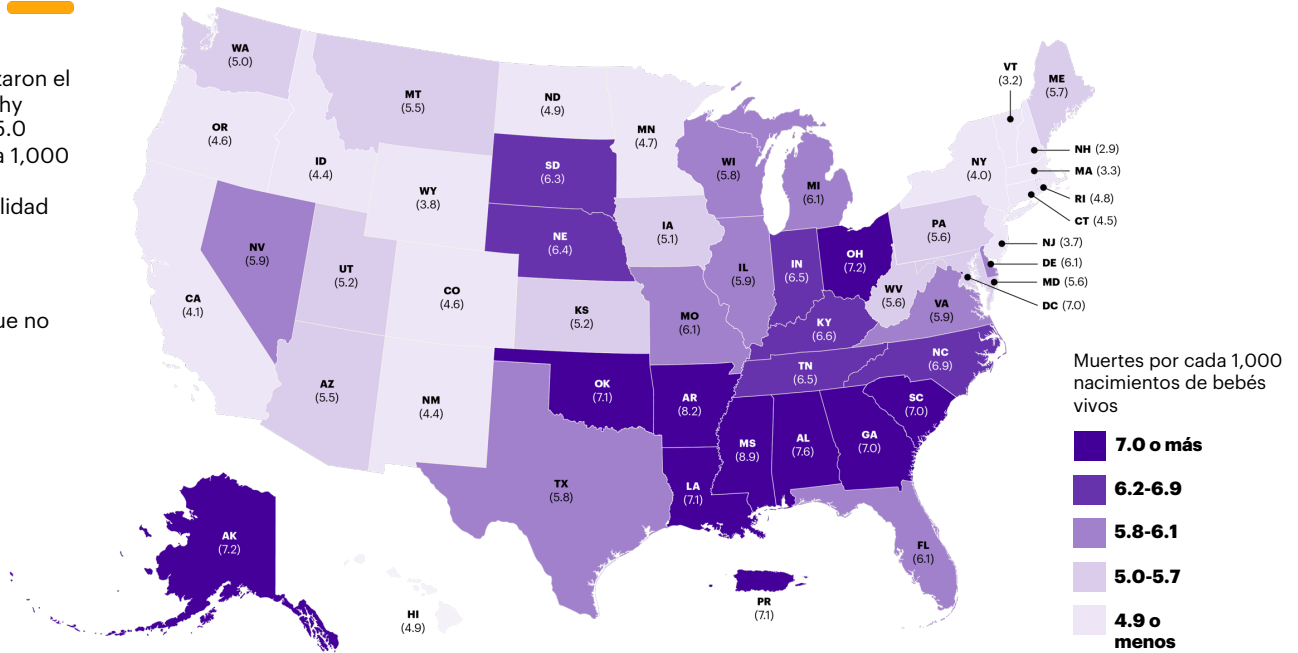 aron el
hy
5.0
a 1,000
lidad
ue no
WA
(5.0)
OR
(4.6)
ID
(4.4)
MT
(5.5)
WY
(3.8)
ND
(4.9)
SD
(6.3)
NE
(6.4)
MN
(4.7)
IA
(5.1)
WI
(5.8)
MI
(6.1)
NV
(5.9)
UT
(5.2)
CO
(4.6)
KS
(5.2)
MO
(6.1)
IL
(5.9)
IN
(6.5)
OH
(7.2)
KY
(6.6)
TN
(6.5)
WV
(5.6)
VA
(5.9)
NC
(6.9)
SC
(7.0)
PA
(5.6)
NY
(4.0)
VT
(3.2)
ME
(5.7)
NH (2.9)
MA (3.3)
RI (4.8)
CT (4.5)
NJ (3.7)
DE (6.1)
MD (5.6)
DC (7.0)
CA
(4.1)
AZ
(5.5)
NM
(4.4)
OK
(7.1)
AR
(8.2)
MS
(8.9)
AL
(7.6)
GA
(7.0)
TX
(5.8)
LA
(7.1)
FL
(6.1)
AK
(7.2)
HI
(4.9)
PR
(7.1)
Muertes por cada 1,000
nacimientos de bebés
vivos
7.0 o más
6.2-6.9
5.8-6.1
5.0-5.7
4.9 o
menos